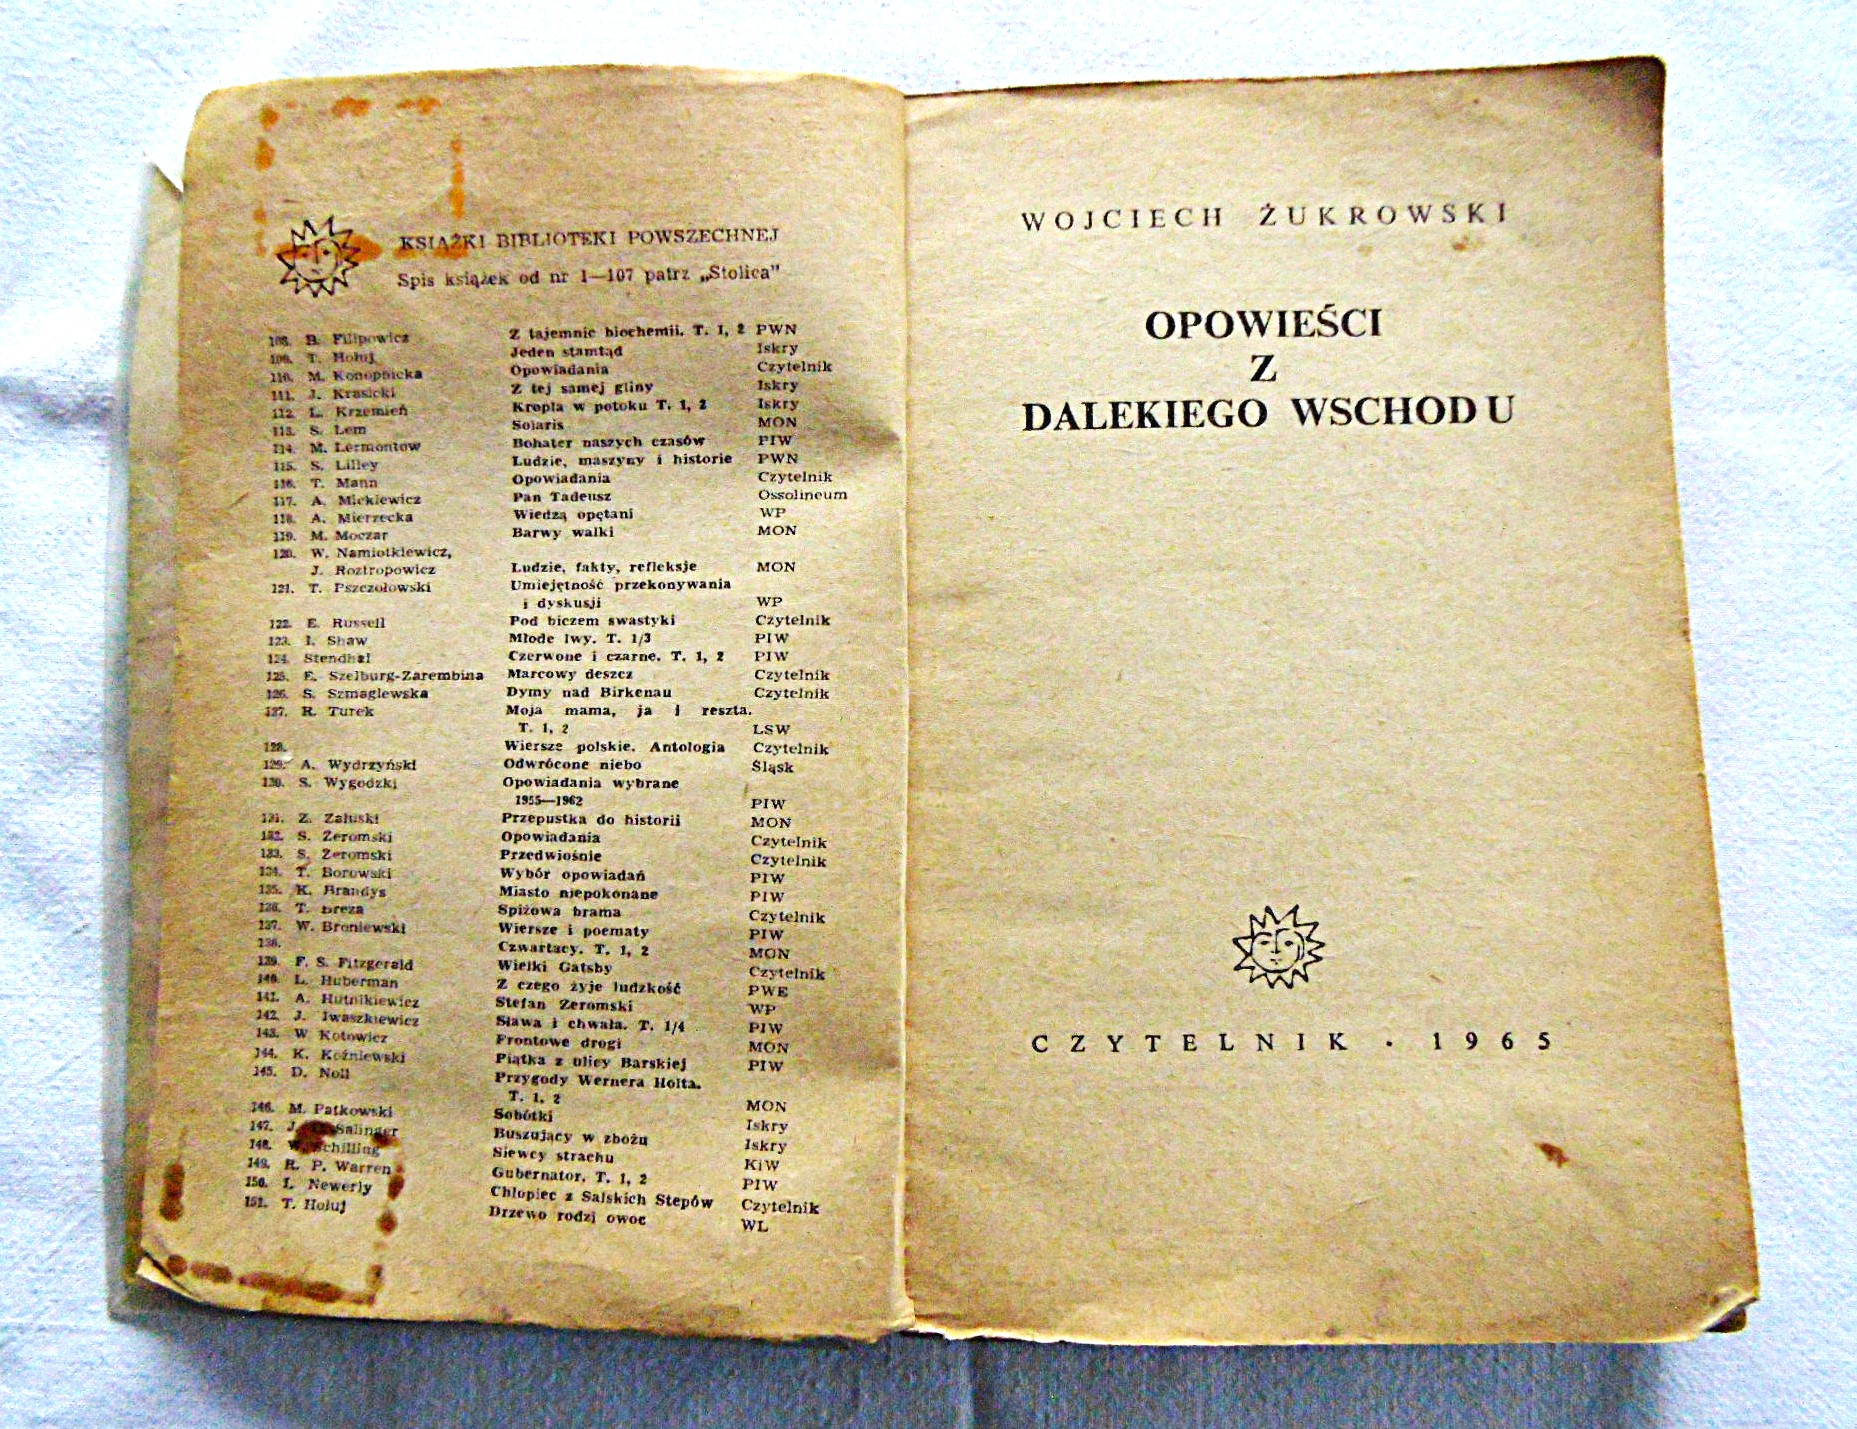 KSIĄŻKI BIBLIOTEKI POWSZECHNEJ
Spis książek od nr 1—107 patrz „Stolica"
108. B. Filipowicz Z tajemnic biochemii. T. 1, 2 PWN
109. T. Hołuj Jeden stamtąd Iskry
110. M. Konopnicka Opowiadania Czytelnik
111. J. Krasicki Z tej samej gliny Iskry
112. L. Krzemień Kropla w potoku T. 1, 2 Iskry
113. S. Lem Solaris MON
114. M. Lermontow Bohater naszych czasów PIW
115. S. Lilley Ludzie, maszyny i historie PWN
116. T. Mann Opowiadania Czytelnik
117. A. Mickiewicz Pan Tadeusz Ossolineum
118. A. Mierzecka Wiedzą opętani WP
119. M. Moczar Barwy walki MON
120. W. Namiotkiewicz,
J. Roztropowicz Ludzie, fakty, refleksje MON
121. T. Pszczołowski Umiejętność przekonywania
i dyskusji WP
122. E. Russell Pod biczem swastyki Czytelnik
123. I. Shaw Młode lwy. T. 1/3 PIW
124. Stendhal Czerwone i czarne. T. 1, 2 PIW
125. E. Szelburg-Zarembina Marcowy deszcz Czytelnik
126. S. Szmaglewska Dymy nad Birkenau Czytelnik
127. R. Turek Moja mama, ja i reszta.
T. 1, 2 LSW
128. Wiersze polskie. Antologia Czytelnik
129. A. Wydrzyński Odwrócone niebo Śląsk
130. S. Wygodzki Opowiadania wybrane
1955—1962 PIW
131. Z. Załuski Przepustka do historii MON
132. S. Żeromski Opowiadania Czytelnik
133. S. Żeromski Przedwiośnie Czytelnik
134. T. Borowski Wybór opowiadań PIW
135. K. Brandys Miasto niepokonane PIW
136. T. Breza Spiżowa brama Czytelnik
137. W. Broniewski Wiersze i poematy PIW
138. Czwartacy. T. 1, 2 MON
139. F. S. Fitzgerald Wielki Gatsby Czytelnik
140. L. Huberman Z czego żyje ludzkość PWE
141. A. Hutnikiewicz Stefan Żeromski WP
142. J. Iwaszkiewicz Sława i chwała. T. 1/4 PIW
143. W Kotowicz Frontowe drogi MON
144. K. Koźniewski Piątka z ulicy Barskiej PIW
145. D. Noll Przygody Wernera Holta.
T. 1, 2 MON
146. M. Patkowski Sobótki Iskry
147. J. Salinger Buszujący w zbożu Iskry
148. W. Schilling Siewcy strachu KiW
149. R. P. Warren Gubernator. T. 1, 2 PIW
150. I. Newerly Chłopiec z Salskich Stepów Czytelnik
151. T. Hołuj Drzewo rodzi owoc WL
WOJCIECH ŻUKROWSKI
OPOWIEŚCI
Z
DALEKIEGO WSCHODU
CZYTELNIK · 1965